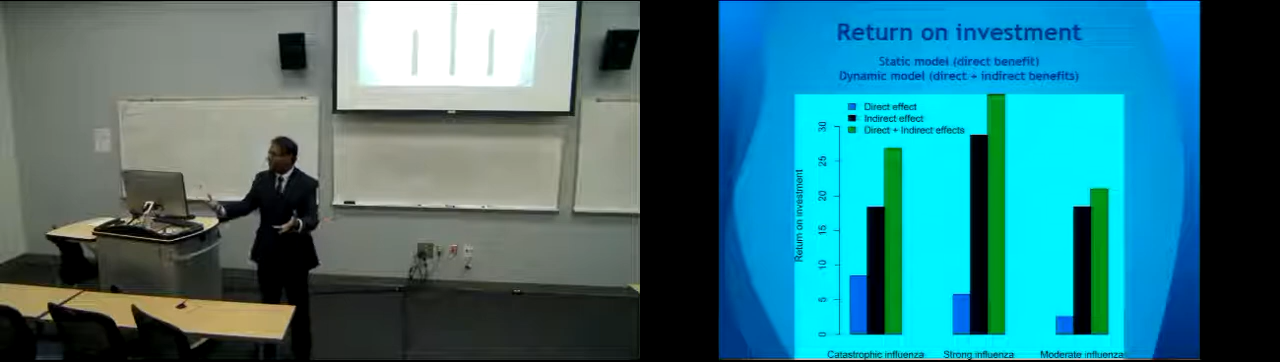 Return on investment
Static model (direct benefit)
Dynamic model (direct + indirect benefits)
Direct effect
Indirect effect
Direct + Indirect effects
Return on investment
30
25
20
15
10
5
0
Catastrophic influenza
Strong influenza
Moderate influenza